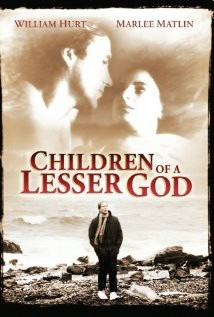 WILLIAM HURT MARLEE MATLIN
CHILDREN OF A
LESSER GOD